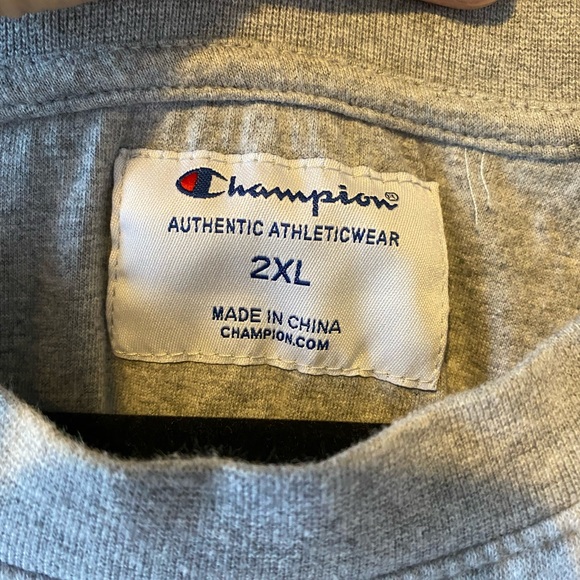 Champion®
AUTHENTIC ATHLETICWEAR
2XL
MADE IN CHINA
CHAMPION.COM